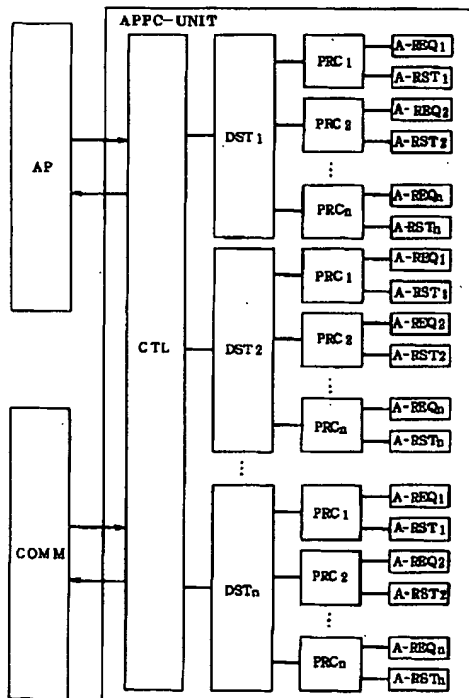 APPC-UNIT
AP
COMM
CTL
DST1
PRC1
A-REQ1
A-RST1
PRC2
A-REQ2
A-RST2
PRCn
A-REQn
A-RSTn
DST2
PRC1
A-REQ1
A-RST1
PRC2
A-REQ2
A-RST2
PRCn
A-REQn
A-RSTn
DSTn
PRC1
A-REQ1
A-RST1
PRC2
A-REQ2
A-RST2
PRCn
A-REQn
A-RSTn